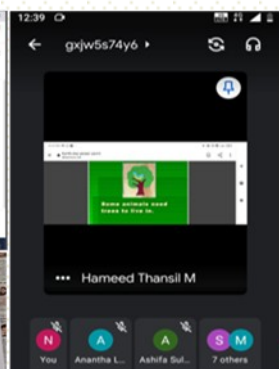 12:39
gxjw5s74y6
Some animals need
trees to live in.
Hameed Thansil M
N
A
A
S
M
You
Anantha L...
Ashifa Sul...
7 others